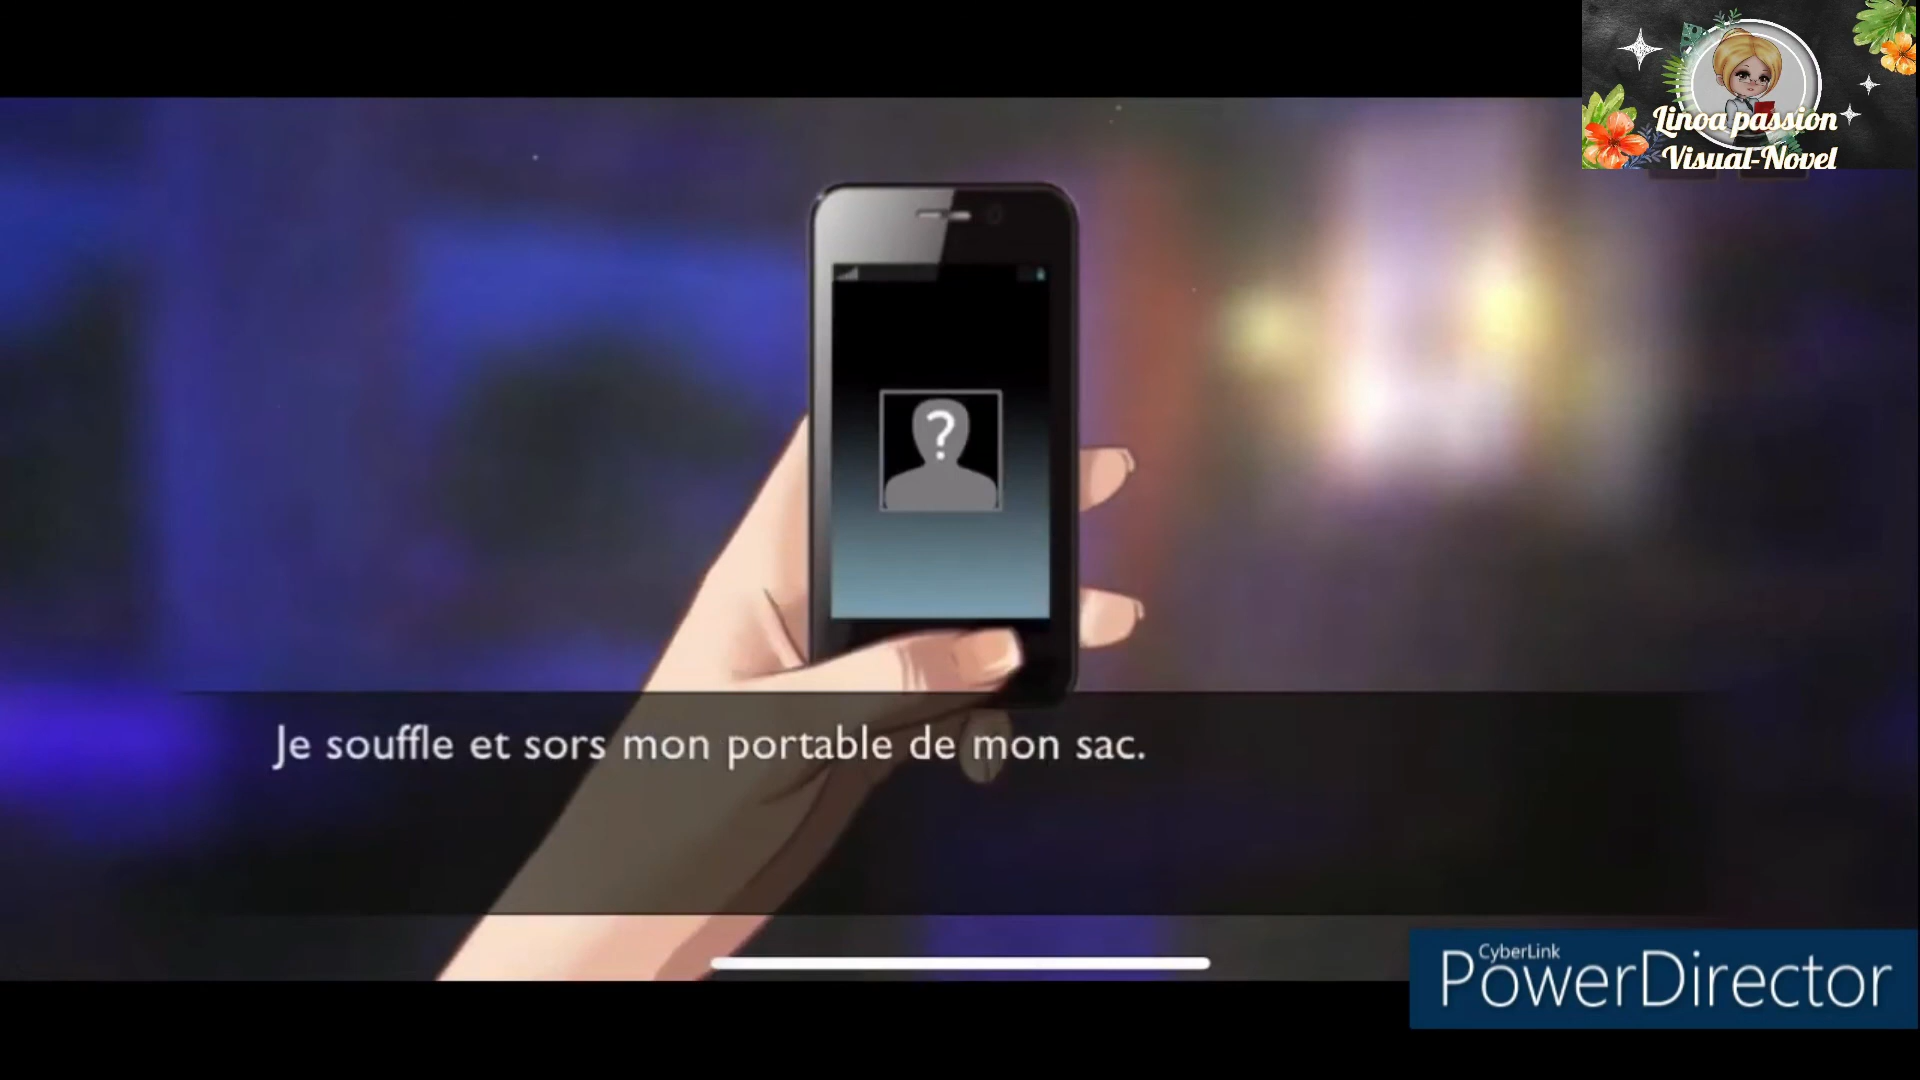 Linoa passion
Visual-Novel
?
Je souffle et sors mon portable de mon sac.
CyberLink
PowerDirector